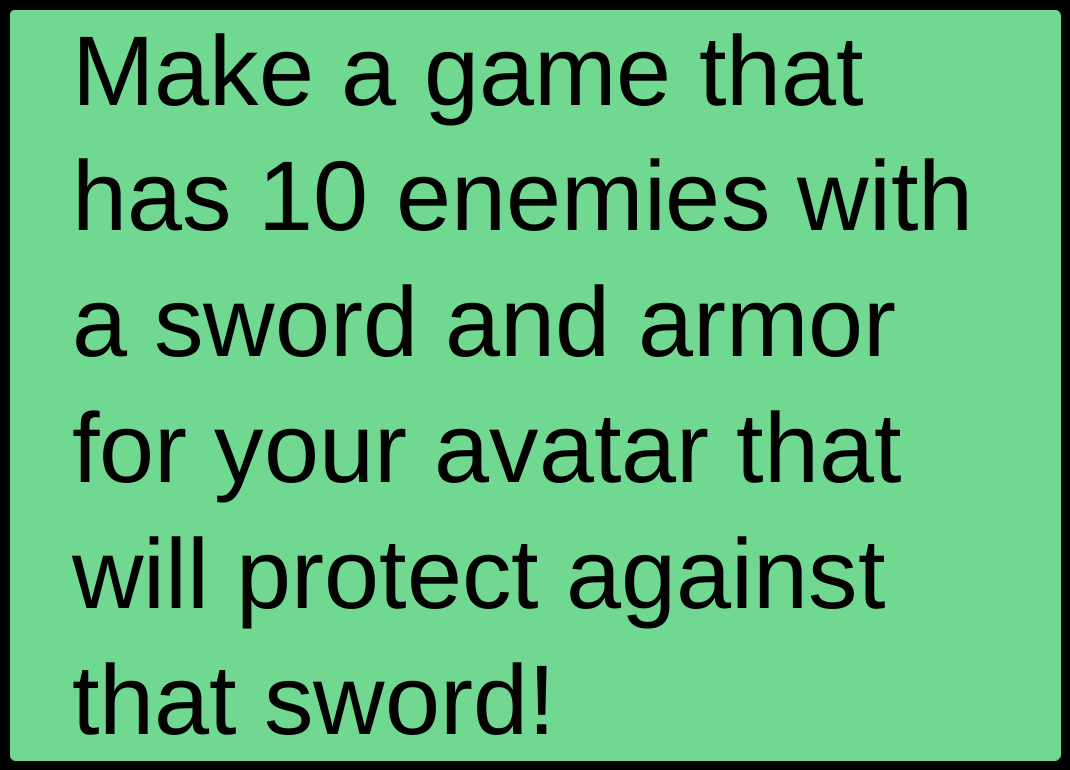 Make a game that
has 10 enemies with
a sword and armor
for your avatar that
will protect against
that sword!